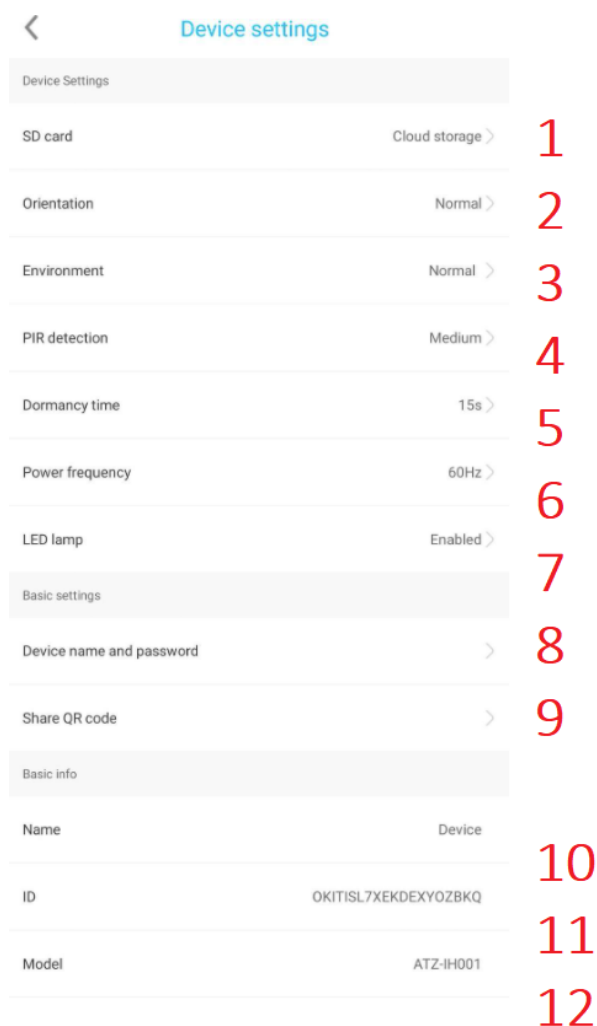 Device settings
Device Settings
SD card Cloud storage 1
Orientation Normal 2
Environment Normal 3
PIR detection Medium 4
Dormancy time 15s 5
Power frequency 60Hz 6
LED lamp Enabled 7
Basic settings
Device name and password 8
Share QR code 9
Basic info
Name Device 10
ID OKITISL7XEKDEXYOZBKQ 11
Model ATZ-IH001 12